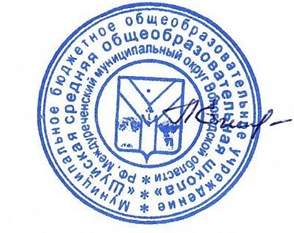 Муниципальное бюджетное общеобразовательное учреждение
«Шуйская средняя общеобразовательная школа»
РФ Междуреченский муниципальный округ Вологодской области